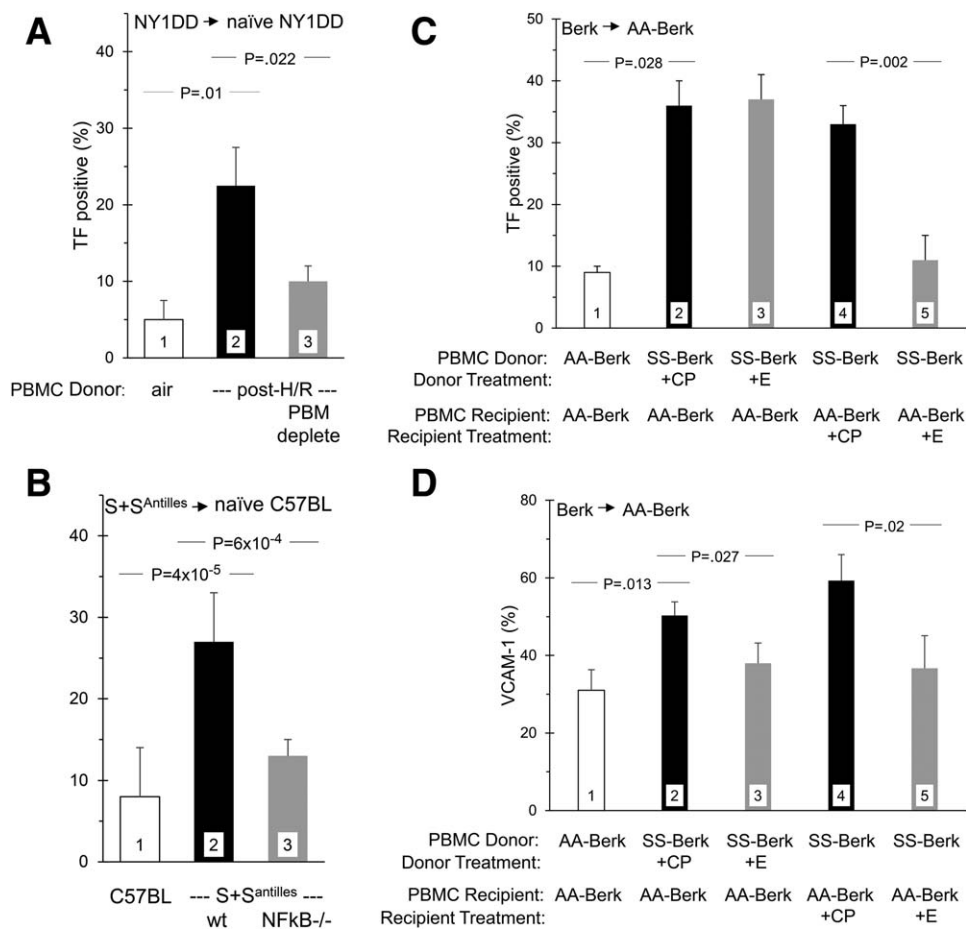 A
NY1DD → naïve NY1DD
P=.022
P=.01
TF positive (%)
40
30
20
10
0
1
2
3
PBMC Donor: air --- post-H/R ---
PBM
deplete
B
S+S^Antilles → naïve C57BL
P=6x10^-4
P=4x10^-5
40
30
20
10
0
1
2
3
C57BL --- S+S^antilles ---
wt NFkB-/-
C
Berk → AA-Berk
P=.028
P=.002
TF positive (%)
50
40
30
20
10
0
1
2
3
4
5
PBMC Donor: AA-Berk SS-Berk SS-Berk SS-Berk SS-Berk
Donor Treatment: +CP +E
PBMC Recipient: AA-Berk AA-Berk AA-Berk AA-Berk AA-Berk
Recipient Treatment: +CP +E
D
Berk → AA-Berk
P=.02
P=.027
P=.013
VCAM-1 (%)
80
60
40
20
0
1
2
3
4
5
PBMC Donor: AA-Berk SS-Berk SS-Berk SS-Berk SS-Berk
Donor Treatment: +CP +E
PBMC Recipient: AA-Berk AA-Berk AA-Berk AA-Berk AA-Berk
Recipient Treatment: +CP +E